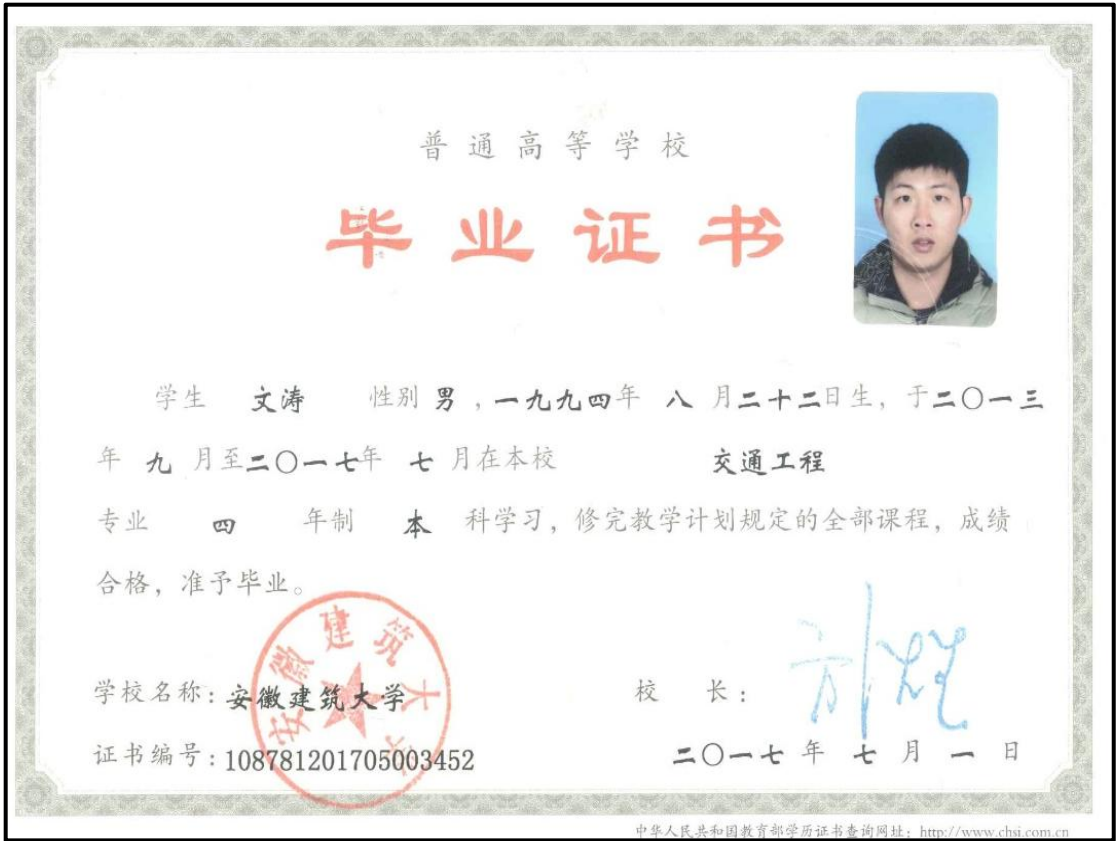 普通高等学校
毕业证书
学生 文涛 性别 男 , 一九九四年 八 月二十二日生, 于二〇一三
年 九 月至二〇一七年 七 月在本校 交通工程
专业 四 年制 本 科学习, 修完教学计划规定的全部课程, 成绩
合格, 准予毕业。
安徽建筑大学
学校名称: 安徽建筑大学 校 长:
证书编号: 108781201705003452 二〇一七 年 七 月 一 日
中华人民共和国教育部学历证书查询网址: http://www.chsi.com.cn